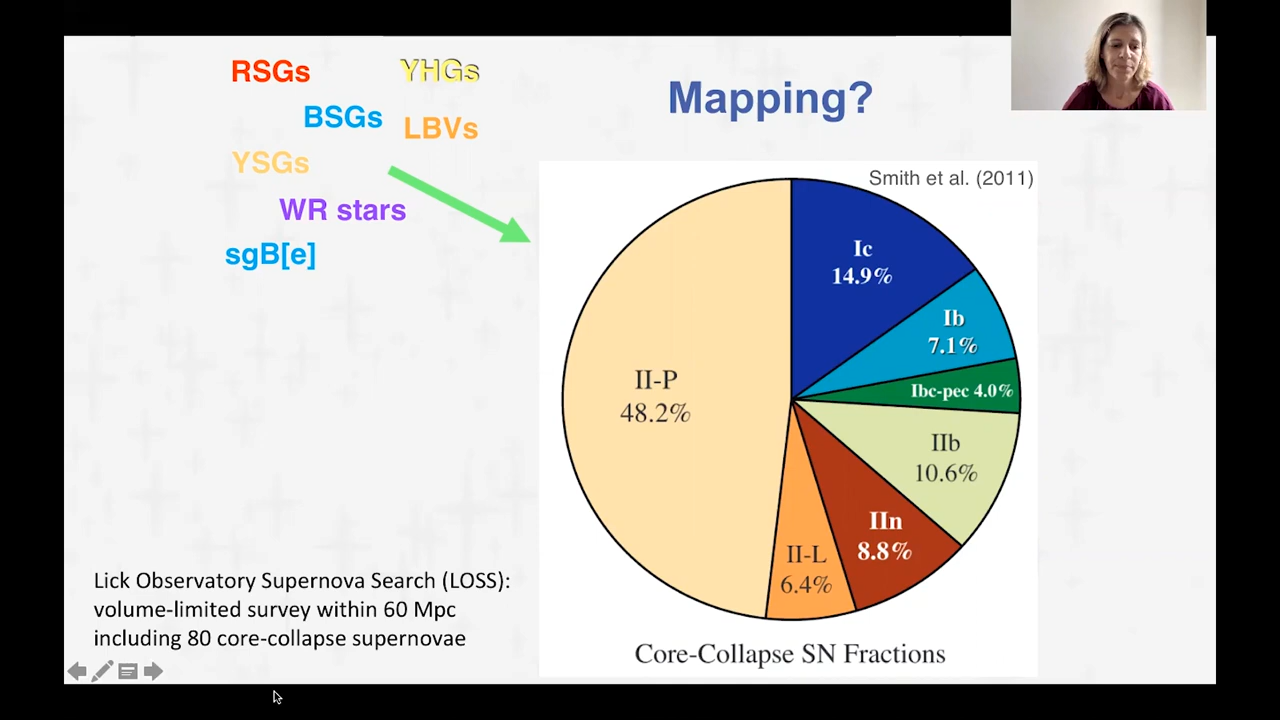 RSGs
YHGs
BSGs
LBVs
YSGs
WR stars
sgB[e]
Mapping?
Smith et al. (2011)
Ic
14.9%
Ib
7.1%
Ibc-pec 4.0%
IIb
10.6%
IIn
8.8%
II-L
6.4%
II-P
48.2%
Core-Collapse SN Fractions
Lick Observatory Supernova Search (LOSS):
volume-limited survey within 60 Mpc
including 80 core-collapse supernovae